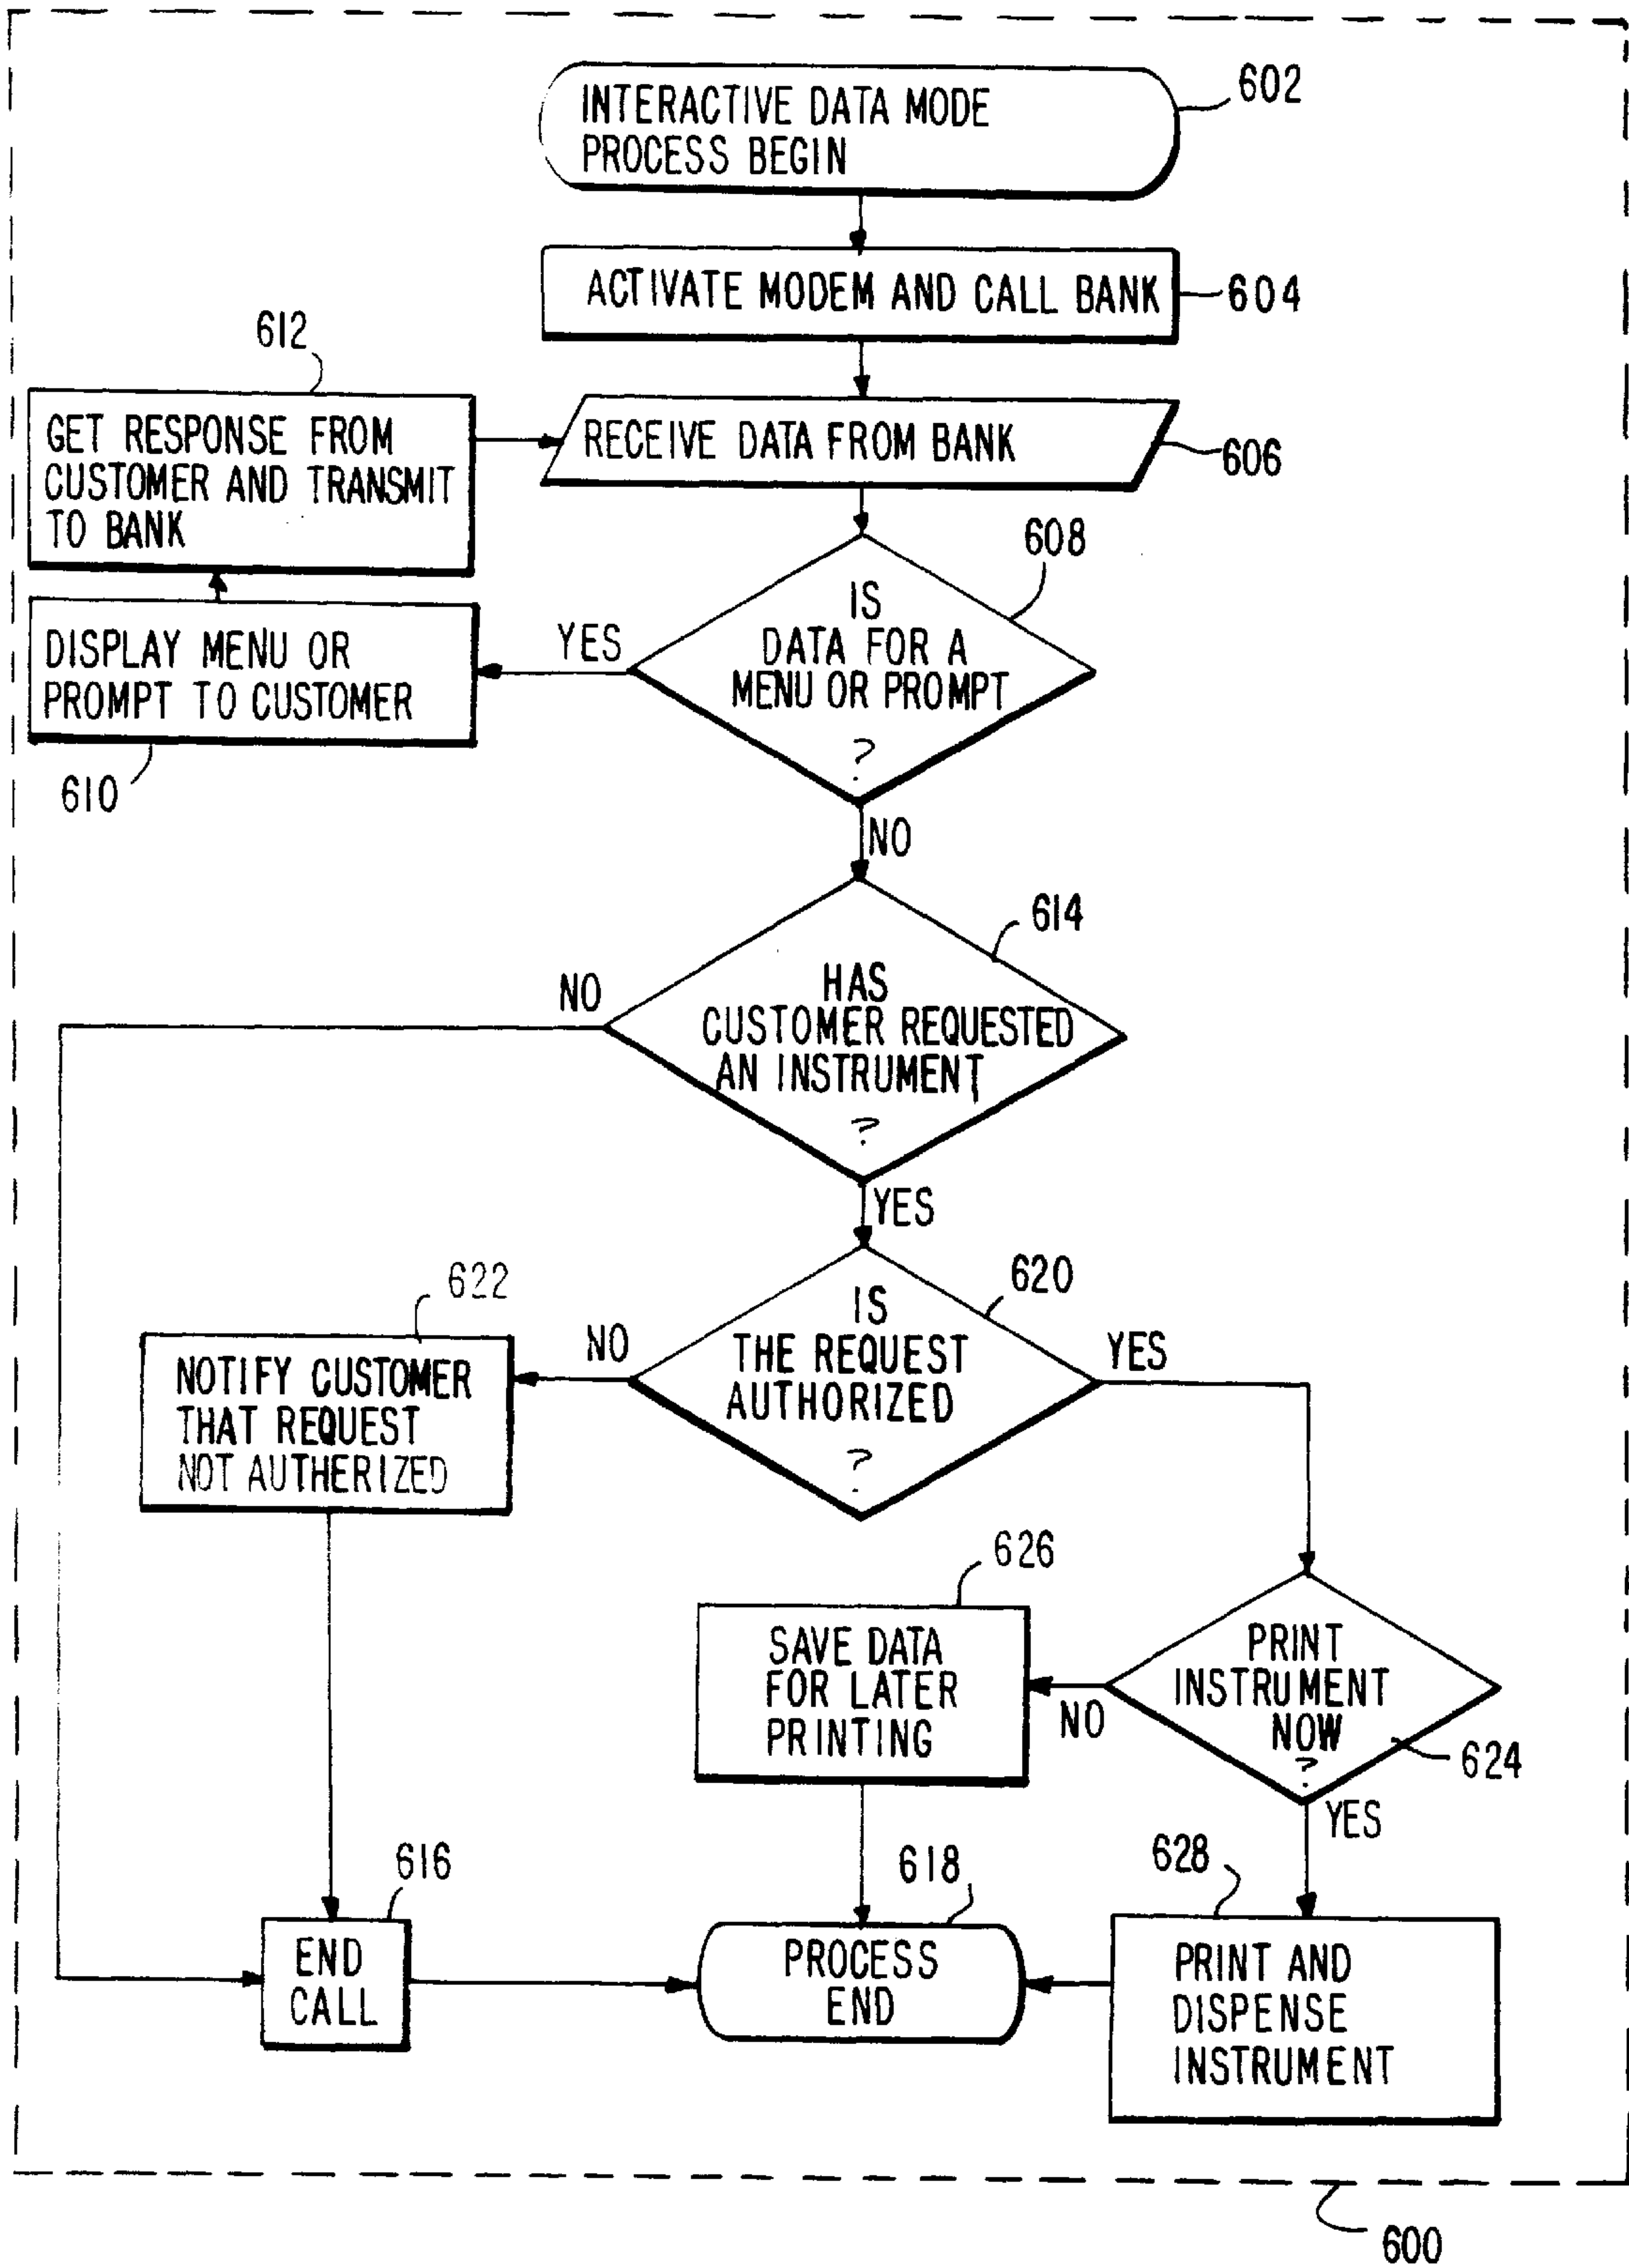 INTERACTIVE DATA MODE
PROCESS BEGIN
602
ACTIVATE MODEM AND CALL BANK
604
612
GET RESPONSE FROM
CUSTOMER AND TRANSMIT
TO BANK
RECEIVE DATA FROM BANK
606
608
IS
DATA FOR A
MENU OR PROMPT
?
YES
DISPLAY MENU OR
PROMPT TO CUSTOMER
610
NO
614
HAS
CUSTOMER REQUESTED
AN INSTRUMENT
?
NO
YES
620
IS
THE REQUEST
AUTHORIZED
?
NO
YES
622
NOTIFY CUSTOMER
THAT REQUEST
NOT AUTHERIZED
626
SAVE DATA
FOR LATER
PRINTING
PRINT
INSTRUMENT
NOW
?
NO
624
YES
616
END
CALL
618
PROCESS
END
628
PRINT AND
DISPENSE
INSTRUMENT
600